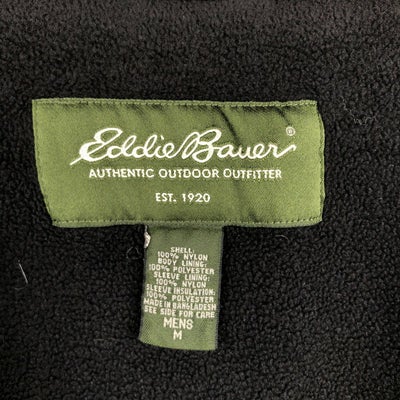 Eddie Bauer®
AUTHENTIC OUTDOOR OUTFITTER
EST. 1920
SHELL:
100% NYLON
BODY LINING:
100% POLYESTER
SLEEVE LINING:
100% NYLON
SLEEVE INSULATION:
100% POLYESTER
MADE IN BANGLADESH
SEE SIDE FOR CARE
MENS
M